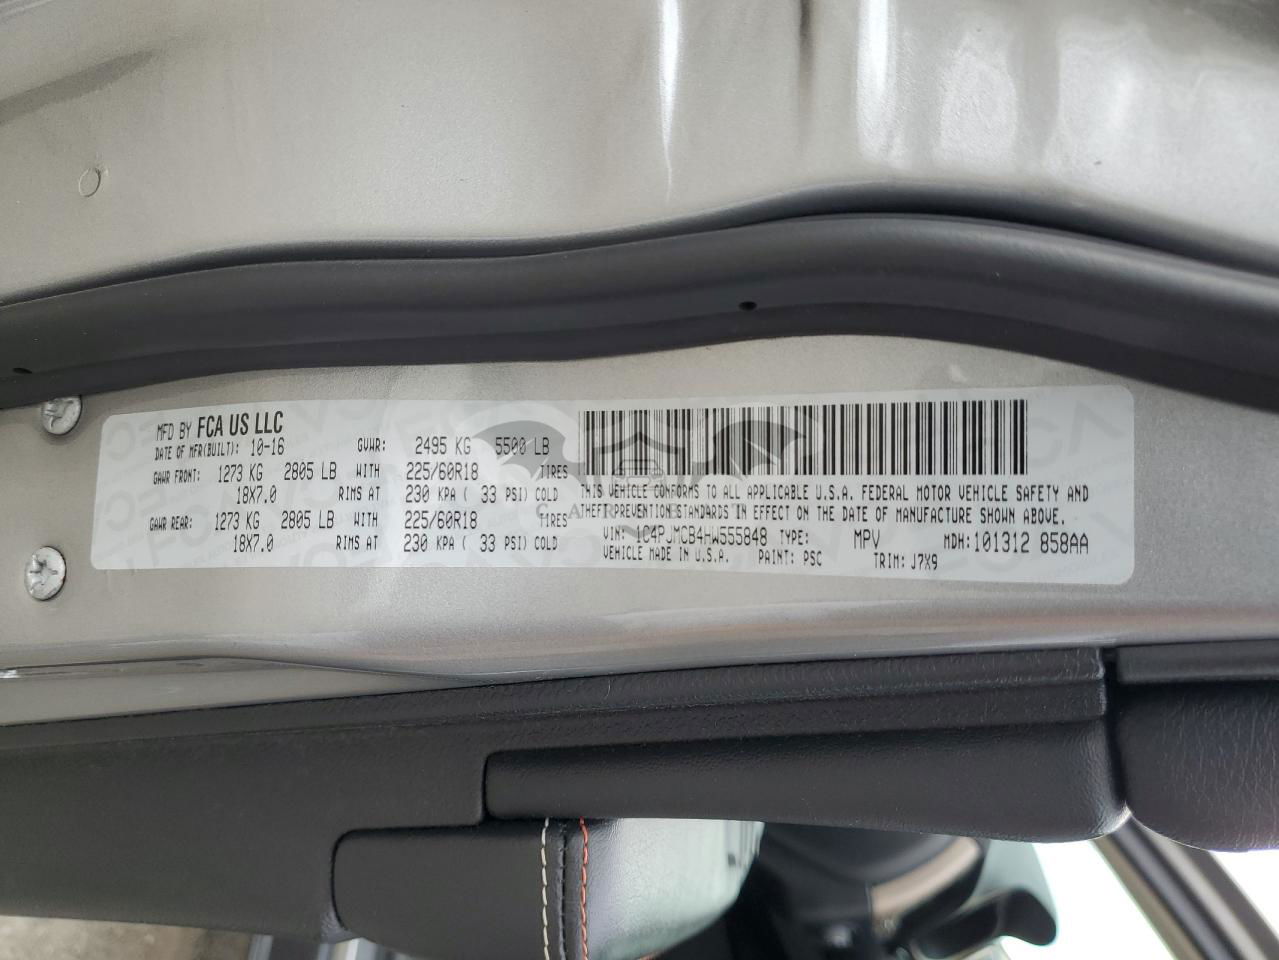 MFD BY FCA US LLC
DATE OF MFR(BUILT): 10-16 GVWR: 2495 KG 5500 LB
GAWR FRONT: 1273 KG 2805 LB WITH 225/60R18 TIRES
18X7.0 RIMS AT 230 KPA ( 33 PSI) COLD
GAWR REAR: 1273 KG 2805 LB WITH 225/60R18 TIRES
18X7.0 RIMS AT 230 KPA ( 33 PSI) COLD
THIS VEHICLE CONFORMS TO ALL APPLICABLE U.S.A. FEDERAL MOTOR VEHICLE SAFETY AND
THEFT PREVENTION STANDARDS IN EFFECT ON THE DATE OF MANUFACTURE SHOWN ABOVE.
VIN: 1C4PJMCB4HW555848 TYPE: MPV MDH: 101312 858AA
VEHICLE MADE IN U.S.A. PAINT: PSC TRIM: J7X9